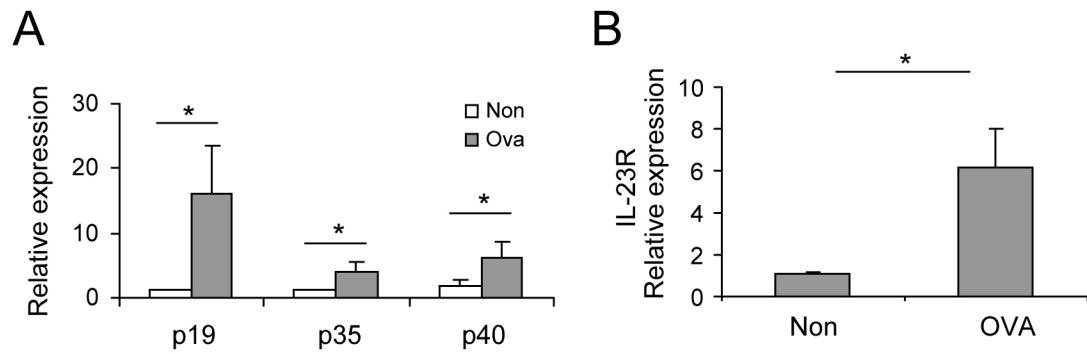 A
Relative expression
30
20
10
0
*
*
*
Non
Ova
p19 p35 p40
B
IL-23R
Relative expression
10
8
6
4
2
0
*
Non OVA